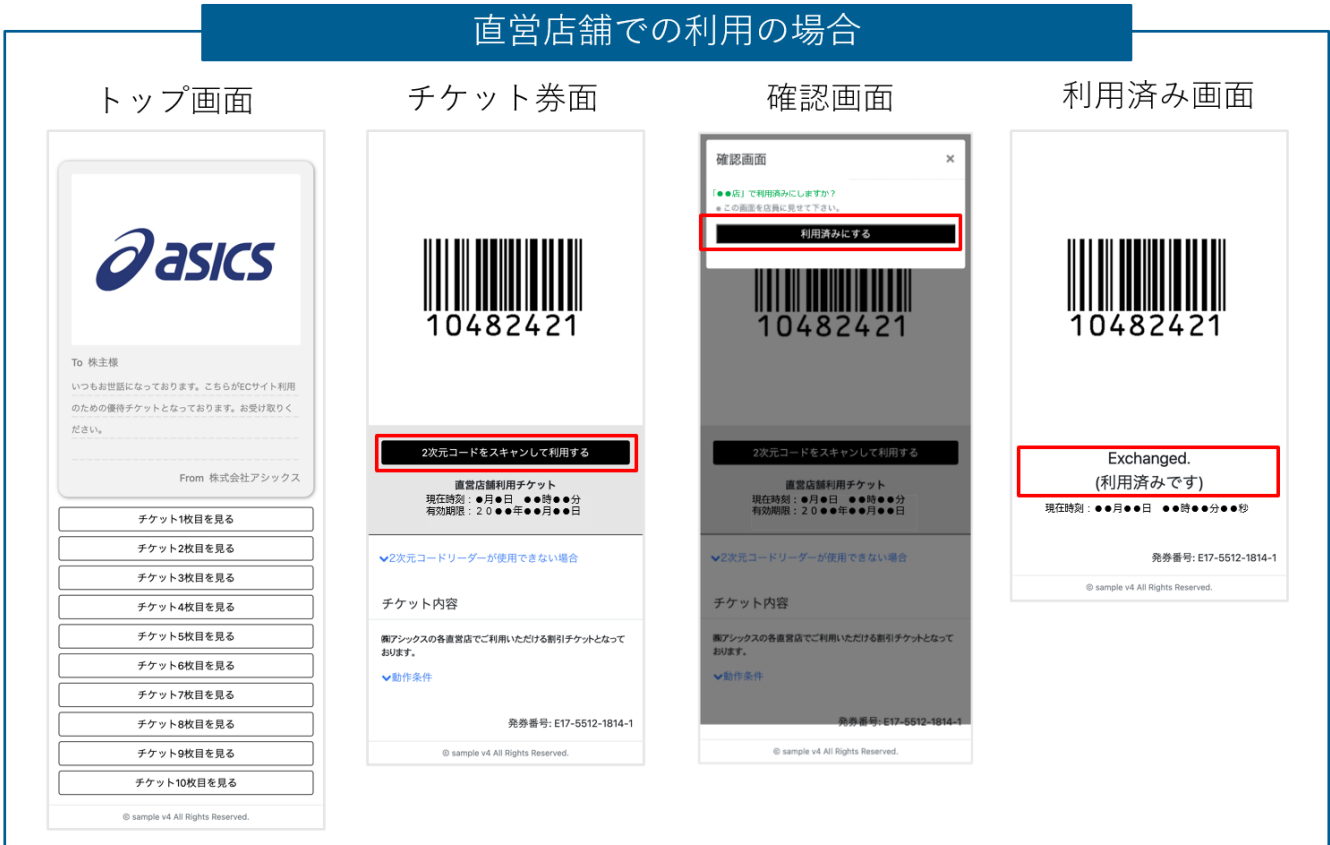 直営店舗での利用の場合
トップ画面
asics
To 株主様
いつもお世話になっております。こちらがECサイト利用
のための優待チケットとなっております。お受け取りく
ださい。
From 株式会社アシックス
チケット1枚目を見る
チケット2枚目を見る
チケット3枚目を見る
チケット4枚目を見る
チケット5枚目を見る
チケット6枚目を見る
チケット7枚目を見る
チケット8枚目を見る
チケット9枚目を見る
チケット10枚目を見る
© sample v4 All Rights Reserved.
チケット券面
10482421
2次元コードをスキャンして利用する
直営店舗利用チケット
現在時刻：●月●日 ●●時●●分
有効期限：２０●●年●●月●●日
2次元コードリーダーが使用できない場合
チケット内容
㈱アシックスの各直営店でご利用いただける割引チケットとなって
おります。
動作条件
発券番号: E17-5512-1814-1
© sample v4 All Rights Reserved.
確認画面
確認画面 ×
「●●店」で利用済みにしますか？
※この画面を店員に見せて下さい。
利用済みにする
10482421
2次元コードをスキャンして利用する
直営店舗利用チケット
現在時刻：●月●日 ●●時●●分
有効期限：２０●●年●●月●●日
2次元コードリーダーが使用できない場合
チケット内容
㈱アシックスの各直営店でご利用いただける割引チケットとなって
おります。
動作条件
発券番号: E17-5512-1814-1
© sample v4 All Rights Reserved.
利用済み画面
10482421
Exchanged.
(利用済みです)
現在時刻：●●月●●日 ●●時●●分●●秒
発券番号: E17-5512-1814-1
© sample v4 All Rights Reserved.